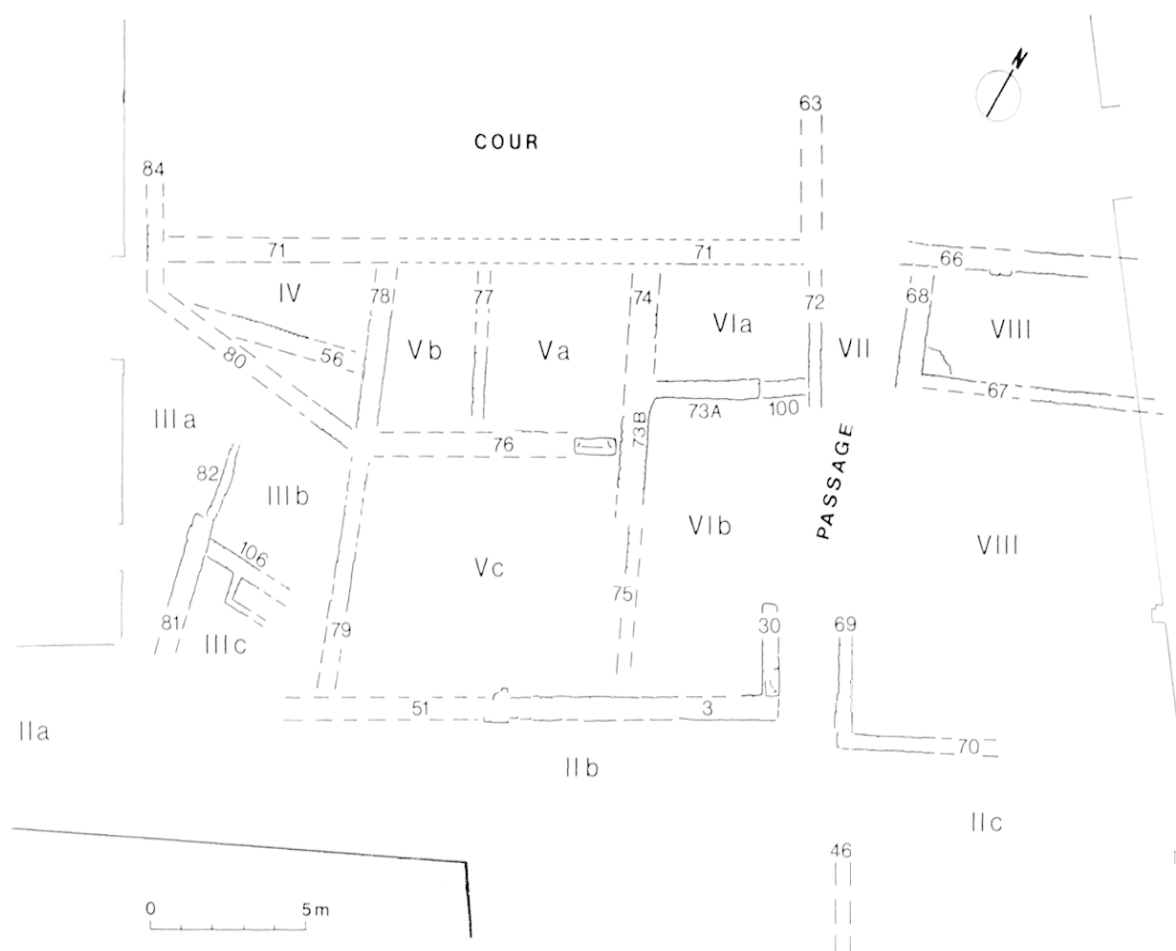 N
63
COUR
84
71
71
66
IV
78
77
74
72
68
VIa
VIII
Vb
Va
VII
56
80
67
73A
100
IIIa
73B
76
PASSAGE
82
IIIb
VIb
VIII
106
Vc
75
81
79
30
69
IIIc
51
3
IIa
70
IIb
IIc
46
0
5m